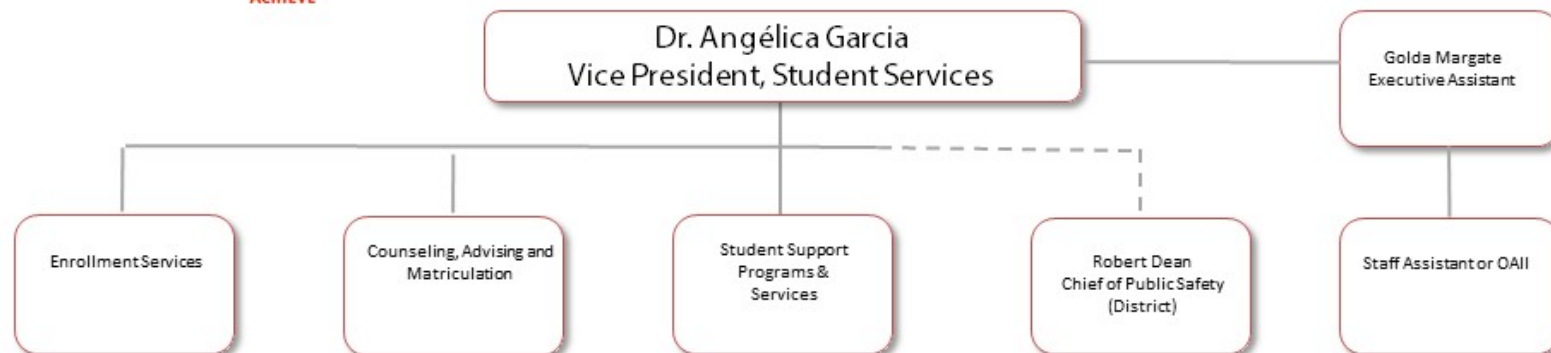 ACHIEVE
Dr. Angélica Garcia
Vice President, Student Services
Golda Margate
Executive Assistant
Enrollment Services
Counseling, Advising and
Matriculation
Student Support
Programs &
Services
Robert Dean
Chief of Public Safety
(District)
Staff Assistant or OAII